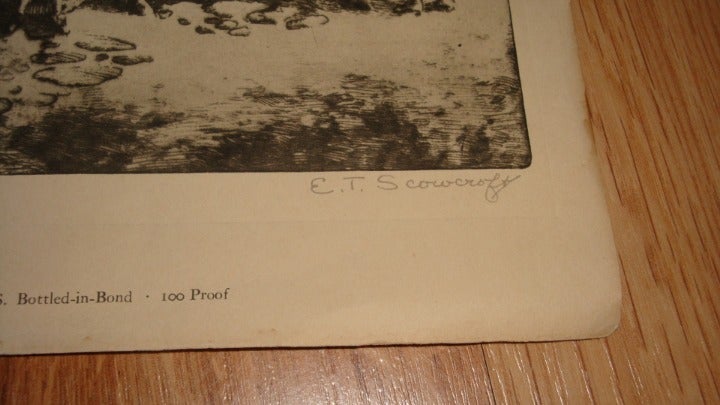 E. T. Scowcroft
S. Bottled-in-Bond · 100 Proof